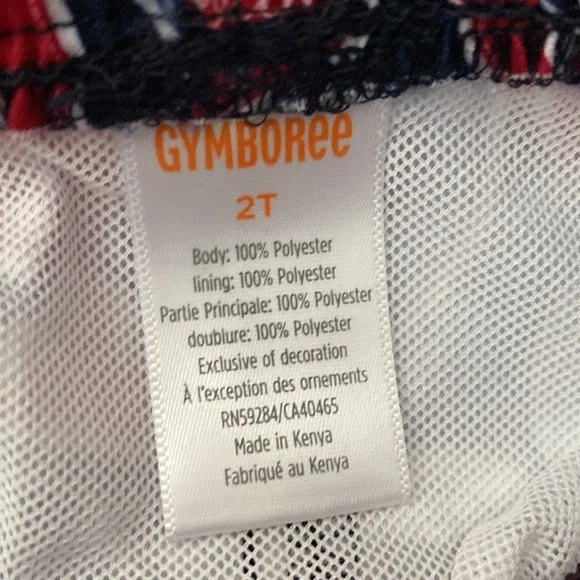 GYMBOREE
2T
Body: 100% Polyester
lining: 100% Polyester
Partie Principale: 100% Polyester
doublure: 100% Polyester
Exclusive of decoration
À l'exception des ornements
RN59284/CA40465
Made in Kenya
Fabriqué au Kenya